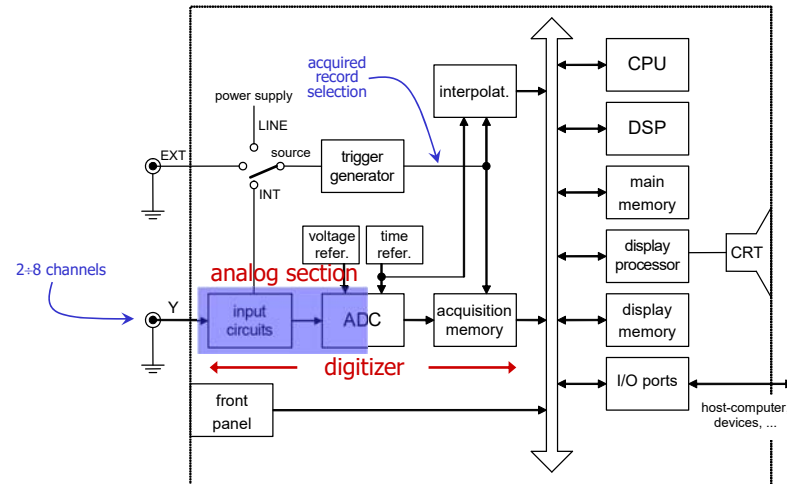 acquired
record
selection
power supply
LINE
EXT
source
INT
trigger
generator
interpolat.
CPU
DSP
main
memory
display
processor
CRT
display
memory
I/O ports
host-computer,
devices, ...
voltage
refer.
time
refer.
2÷8 channels
analog section
Y
input
circuits
ADC
acquisition
memory
digitizer
front
panel